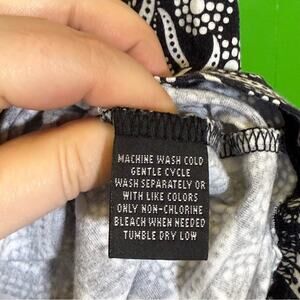 MACHINE WASH COLD
GENTLE CYCLE
WASH SEPARATELY OR
WITH LIKE COLORS
ONLY NON-CHLORINE
BLEACH WHEN NEEDED
TUMBLE DRY LOW